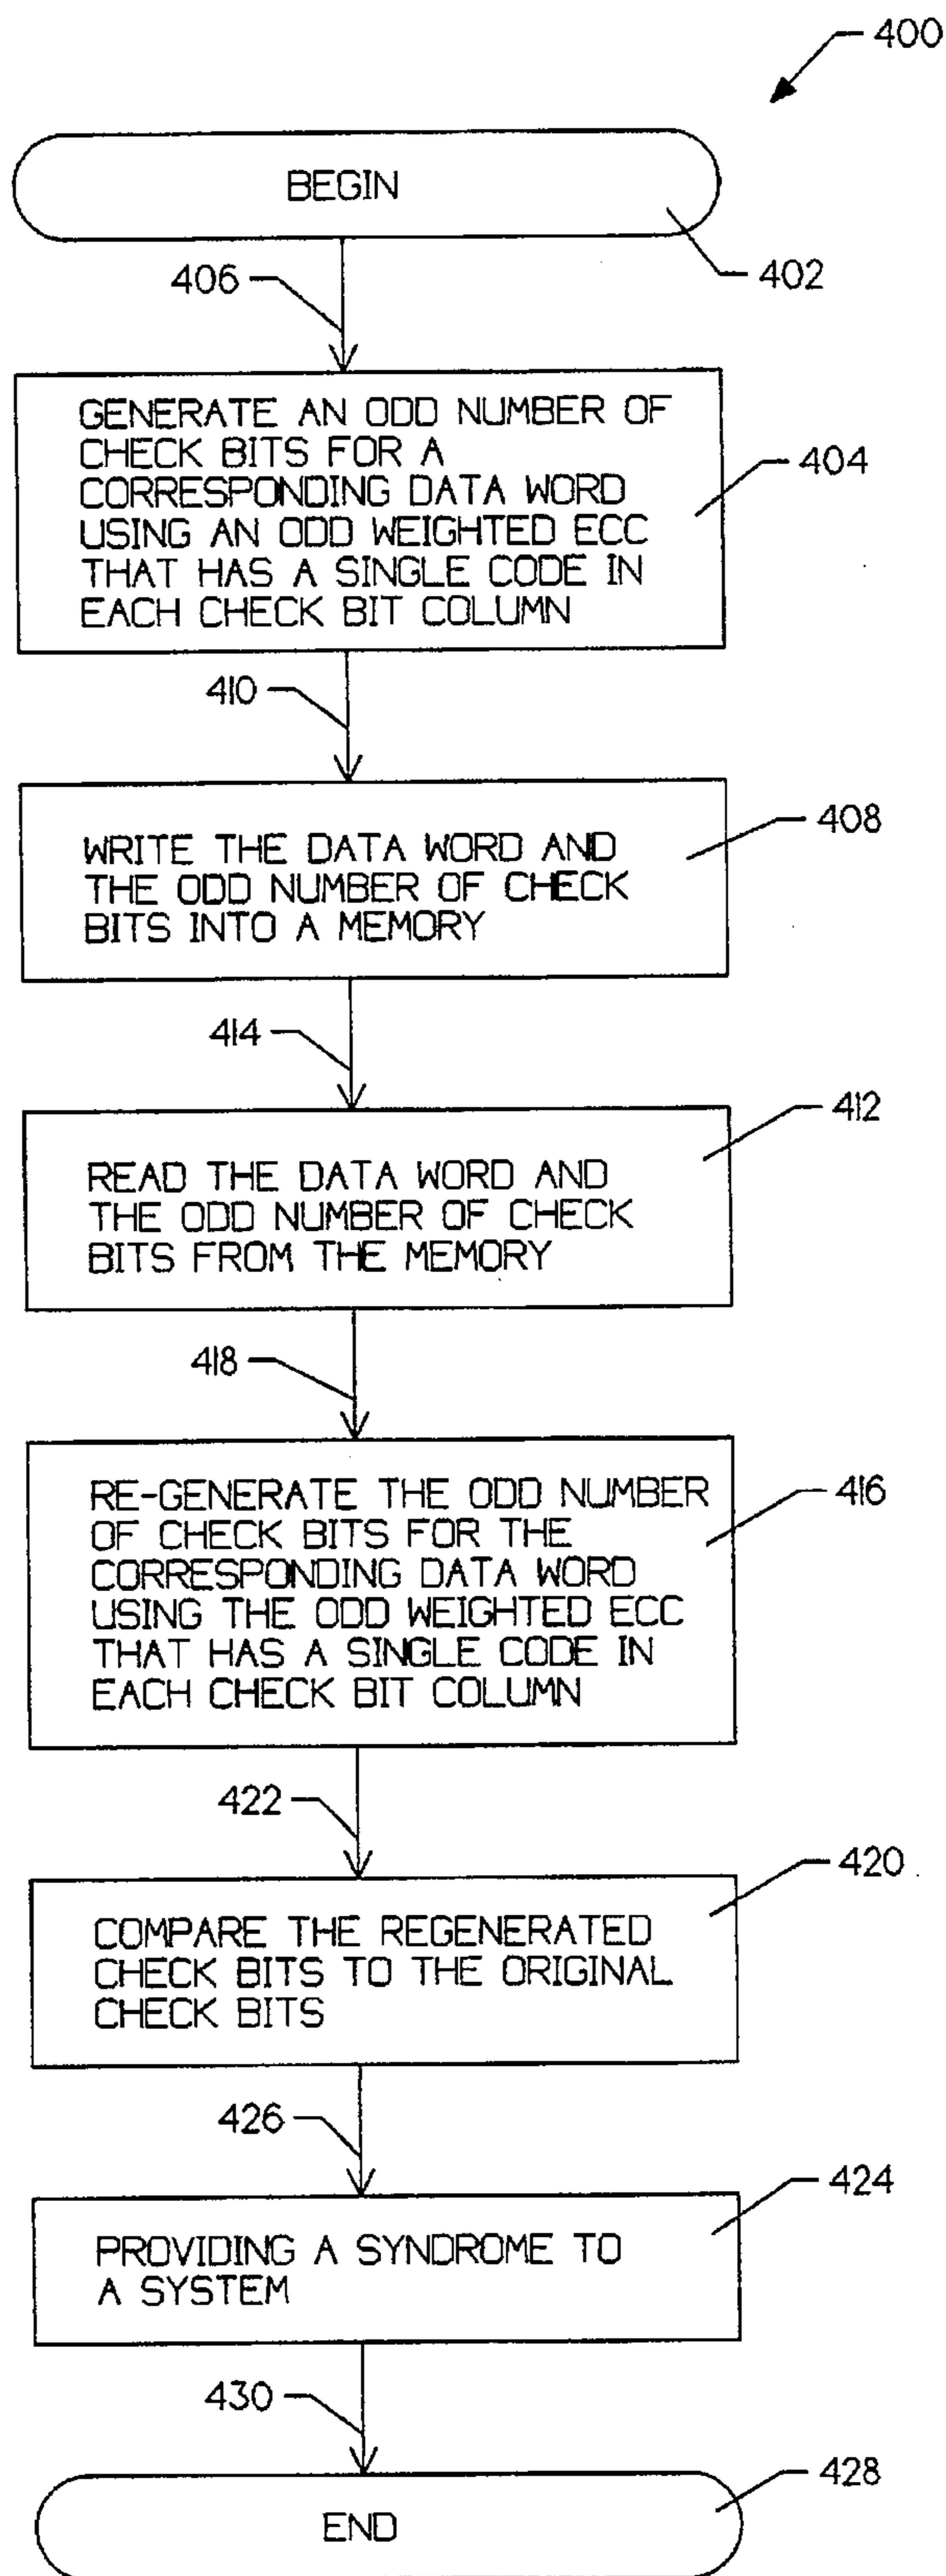 400
BEGIN
402
406
GENERATE AN ODD NUMBER OF
CHECK BITS FOR A
CORRESPONDING DATA WORD
USING AN ODD WEIGHTED ECC
THAT HAS A SINGLE CODE IN
EACH CHECK BIT COLUMN
404
410
WRITE THE DATA WORD AND
THE ODD NUMBER OF CHECK
BITS INTO A MEMORY
408
414
READ THE DATA WORD AND
THE ODD NUMBER OF CHECK
BITS FROM THE MEMORY
412
418
RE-GENERATE THE ODD NUMBER
OF CHECK BITS FOR THE
CORRESPONDING DATA WORD
USING THE ODD WEIGHTED ECC
THAT HAS A SINGLE CODE IN
EACH CHECK BIT COLUMN
416
422
COMPARE THE REGENERATED
CHECK BITS TO THE ORIGINAL
CHECK BITS
420
426
PROVIDING A SYNDROME TO
A SYSTEM
424
430
END
428